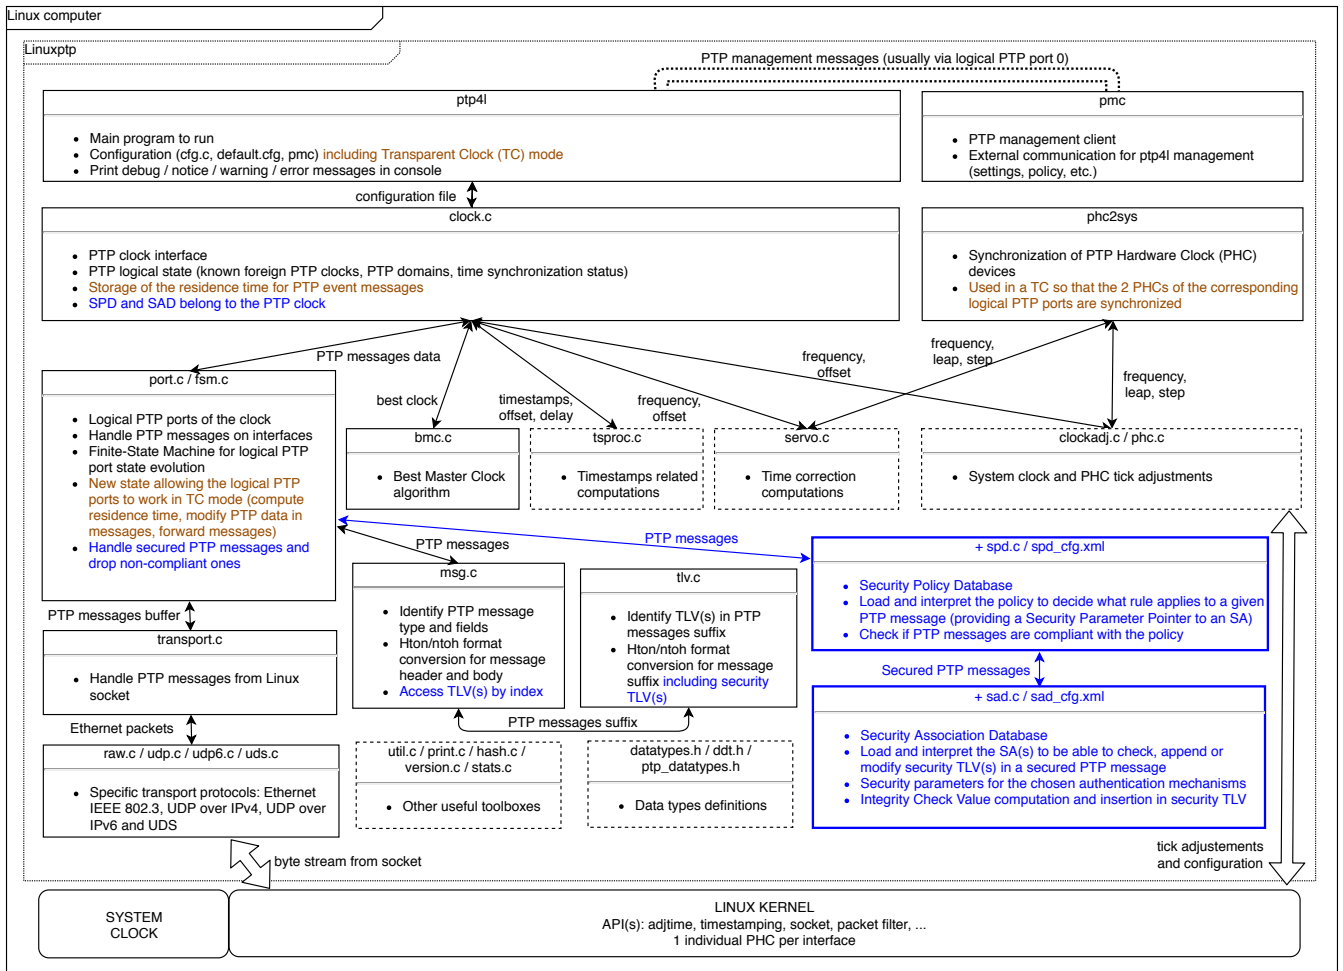 Linux computer
Linuxptp
PTP management messages (usually via logical PTP port 0)
ptp4l
• Main program to run
• Configuration (cfg.c, default.cfg, pmc) including Transparent Clock (TC) mode
• Print debug / notice / warning / error messages in console
pmc
• PTP management client
• External communication for ptp4l management
(settings, policy, etc.)
configuration file
clock.c
• PTP clock interface
• PTP logical state (known foreign PTP clocks, PTP domains, time synchronization status)
• Storage of the residence time for PTP event messages
• SPD and SAD belong to the PTP clock
phc2sys
• Synchronization of PTP Hardware Clock (PHC)
devices
• Used in a TC so that the 2 PHCs of the corresponding
logical PTP ports are synchronized
PTP messages data
best clock
timestamps,
offset, delay
frequency,
offset
frequency,
offset
frequency,
leap, step
frequency,
leap, step
port.c / fsm.c
• Logical PTP ports of the clock
• Handle PTP messages on interfaces
• Finite-State Machine for logical PTP
port state evolution
• New state allowing the logical PTP
ports to work in TC mode (compute
residence time, modify PTP data in
messages, forward messages)
• Handle secured PTP messages and
drop non-compliant ones
bmc.c
• Best Master Clock
algorithm
tsproc.c
• Timestamps related
computations
servo.c
• Time correction
computations
clockadj.c / phc.c
• System clock and PHC tick adjustments
PTP messages
PTP messages
msg.c
• Identify PTP message
type and fields
• Hton/ntoh format
conversion for message
header and body
• Access TLV(s) by index
tlv.c
• Identify TLV(s) in PTP
messages suffix
• Hton/ntoh format
conversion for message
suffix including security
TLV(s)
+ spd.c / spd_cfg.xml
• Security Policy Database
• Load and interpret the policy to decide what rule applies to a given
PTP message (providing a Security Parameter Pointer to an SA)
• Check if PTP messages are compliant with the policy
Secured PTP messages
+ sad.c / sad_cfg.xml
• Security Association Database
• Load and interpret the SA(s) to be able to check, append or
modify security TLV(s) in a secured PTP message
• Security parameters for the chosen authentication mechanisms
• Integrity Check Value computation and insertion in security TLV
PTP messages buffer
transport.c
• Handle PTP messages from Linux
socket
Ethernet packets
raw.c / udp.c / udp6.c / uds.c
• Specific transport protocols: Ethernet
IEEE 802.3, UDP over IPv4, UDP over
IPv6 and UDS
PTP messages suffix
util.c / print.c / hash.c /
version.c / stats.c
• Other useful toolboxes
datatypes.h / ddt.h /
ptp_datatypes.h
• Data types definitions
byte stream from socket
tick adjustements
and configuration
SYSTEM
CLOCK
LINUX KERNEL
API(s): adjtime, timestamping, socket, packet filter, ...
1 individual PHC per interface